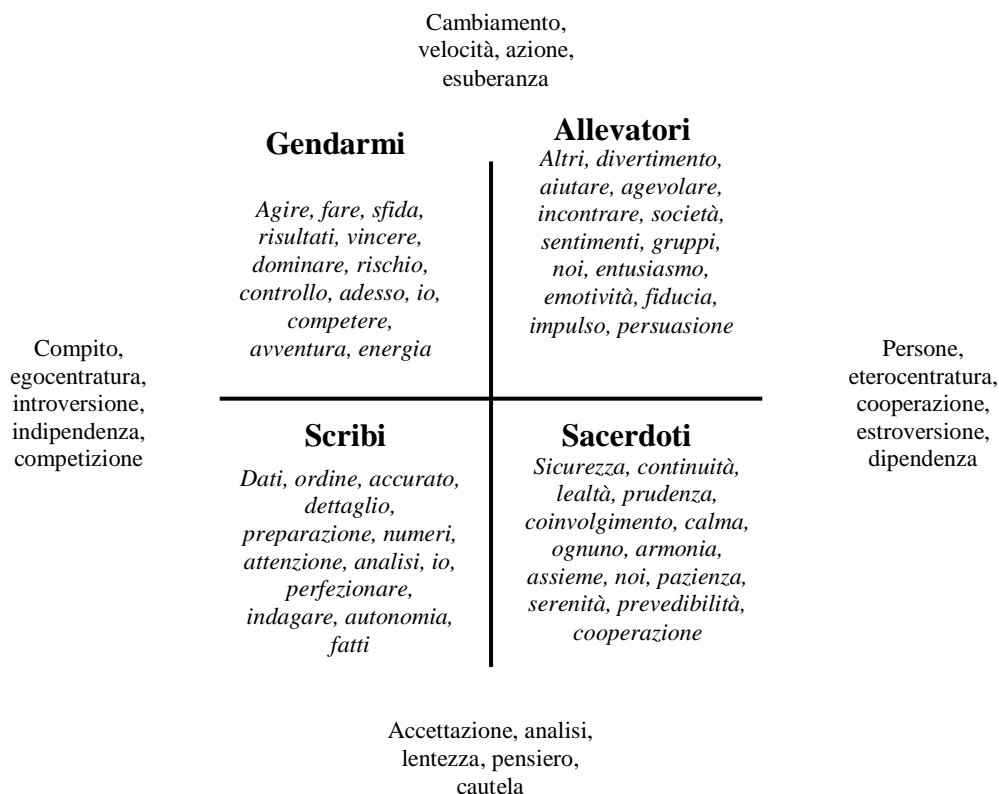 Cambiamento,
velocità, azione,
esuberanza
Gendarmi
Agire, fare, sfida,
risultati, vincere,
dominare, rischio,
controllo, adesso, io,
competere,
avventura, energia
Allevatori
Altri, divertimento,
aiutare, agevolare,
incontrare, società,
sentimenti, gruppi,
noi, entusiasmo,
emotività, fiducia,
impulso, persuasione
Compito,
egocentratura,
introversione,
indipendenza,
competizione
Persone,
eterocentratura,
cooperazione,
estroversione,
dipendenza
Scribi
Dati, ordine, accurato,
dettaglio,
preparazione, numeri,
attenzione, analisi, io,
perfezionare,
indagare, autonomia,
fatti
Sacerdoti
Sicurezza, continuità,
lealtà, prudenza,
coinvolgimento, calma,
ognuno, armonia,
assieme, noi, pazienza,
serenità, prevedibilità,
cooperazione
Accettazione, analisi,
lentezza, pensiero,
cautela